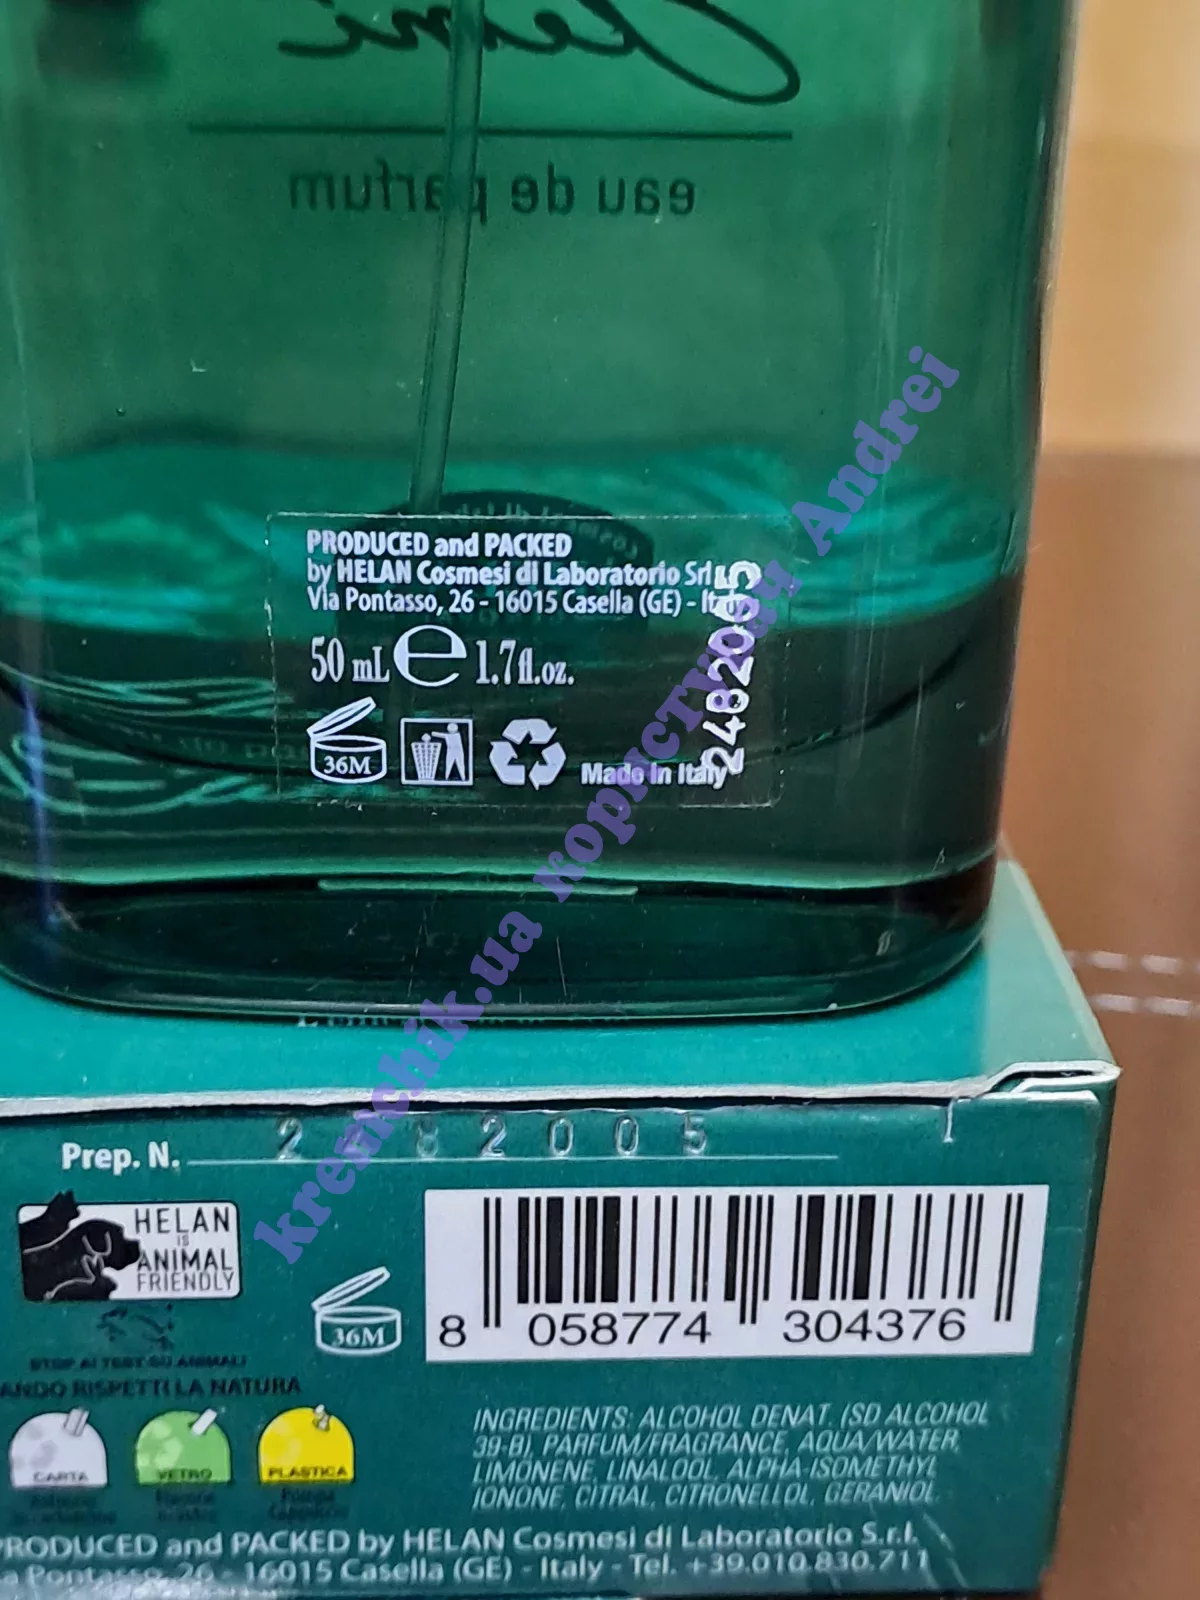 eau de parfum
PRODUCED and PACKED
by HELAN Cosmesi di Laboratorio Srl
Via Pontasso, 26 - 16015 Casella (GE) - Italy
50 mL e 1.7 fl.oz.
36M
Made in Italy
2482005
kremchik.ua користувач Andrei
Prep. N. 2482005
HELAN
IS
ANIMAL
FRIENDLY
36M
8 058774 304376
STOP AI TEST SU ANIMALI
RISPETTI LA NATURA
CARTA
VETRO
PLASTICA
INGREDIENTS: ALCOHOL DENAT. (SD ALCOHOL
39-B), PARFUM/FRAGRANCE, AQUA/WATER,
LIMONENE, LINALOOL, ALPHA-ISOMETHYL
IONONE, CITRAL, CITRONELLOL, GERANIOL.
PRODUCED and PACKED by HELAN Cosmesi di Laboratorio S.r.l.
Pontasso, 26 - 16015 Casella (GE) - Italy - Tel. +39.010.830.711